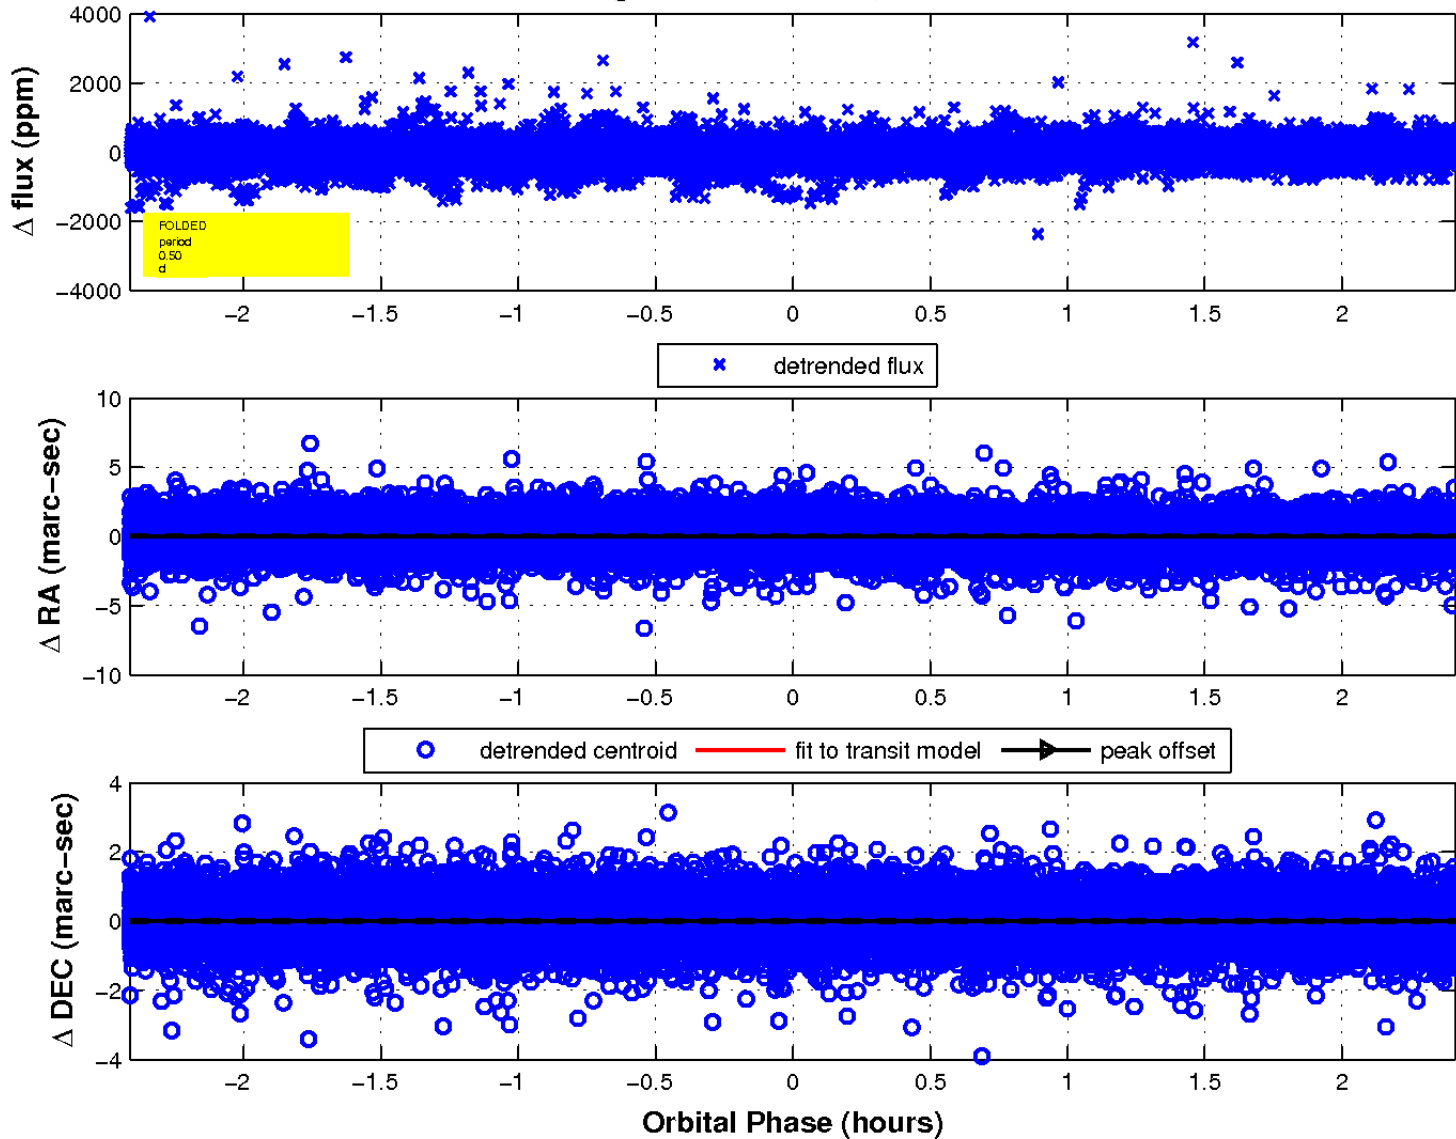 4000
2000
0
−2000
−4000
Δ flux (ppm)
FOLDED
period
0.50
d
−2 −1.5 −1 −0.5 0 0.5 1 1.5 2
detrended flux
10
5
0
−5
−10
Δ RA (marc−sec)
−2 −1.5 −1 −0.5 0 0.5 1 1.5 2
detrended centroid fit to transit model peak offset
4
2
0
−2
−4
Δ DEC (marc−sec)
−2 −1.5 −1 −0.5 0 0.5 1 1.5 2
Orbital Phase (hours)